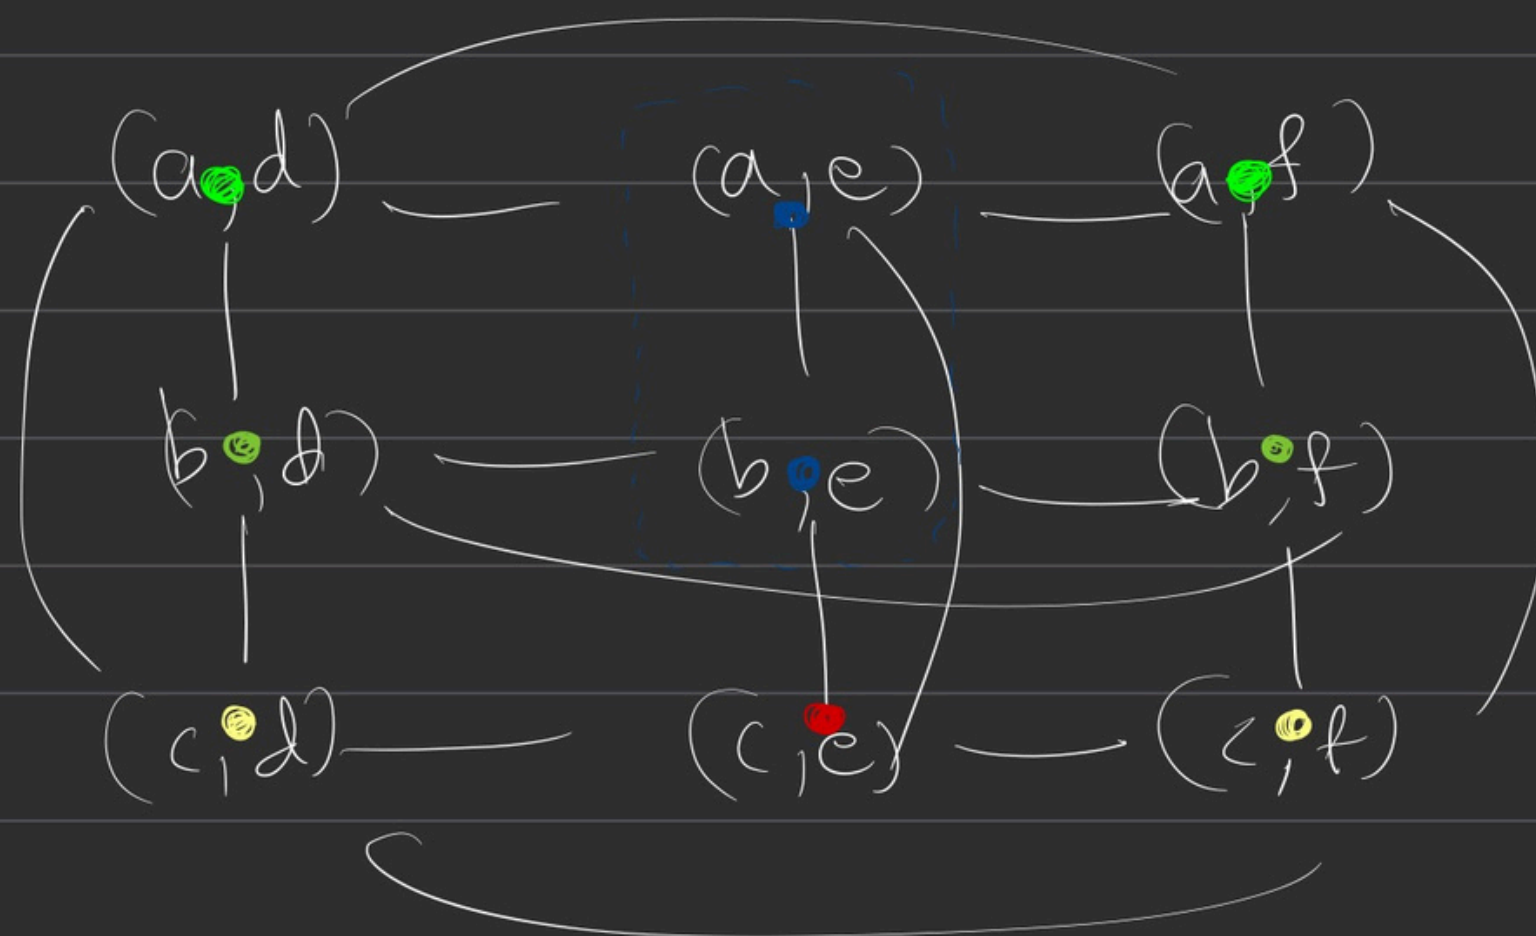 (a, d) (a, e) (a, f)
(b, d) (b, e) (b, f)
(c, d) (c, e) (c, f)